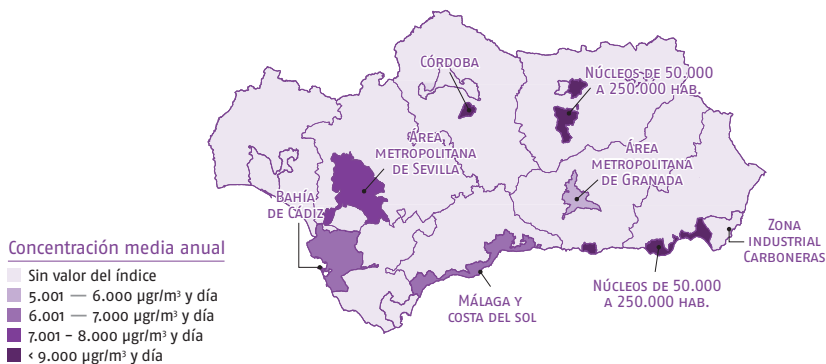 Córdoba
Núcleos de 50.000
a 250.000 hab.
Área
metropolitana
de Sevilla
Área
metropolitana
de Granada
Bahía
de Cádiz
Zona
industrial
Carboneras
Málaga y
costa del sol
Núcleos de 50.000
a 250.000 hab.
Concentración media anual
Sin valor del índice
5.001 — 6.000 µgr/m³ y día
6.001 — 7.000 µgr/m³ y día
7.001 – 8.000 µgr/m³ y día
‹ 9.000 µgr/m³ y día